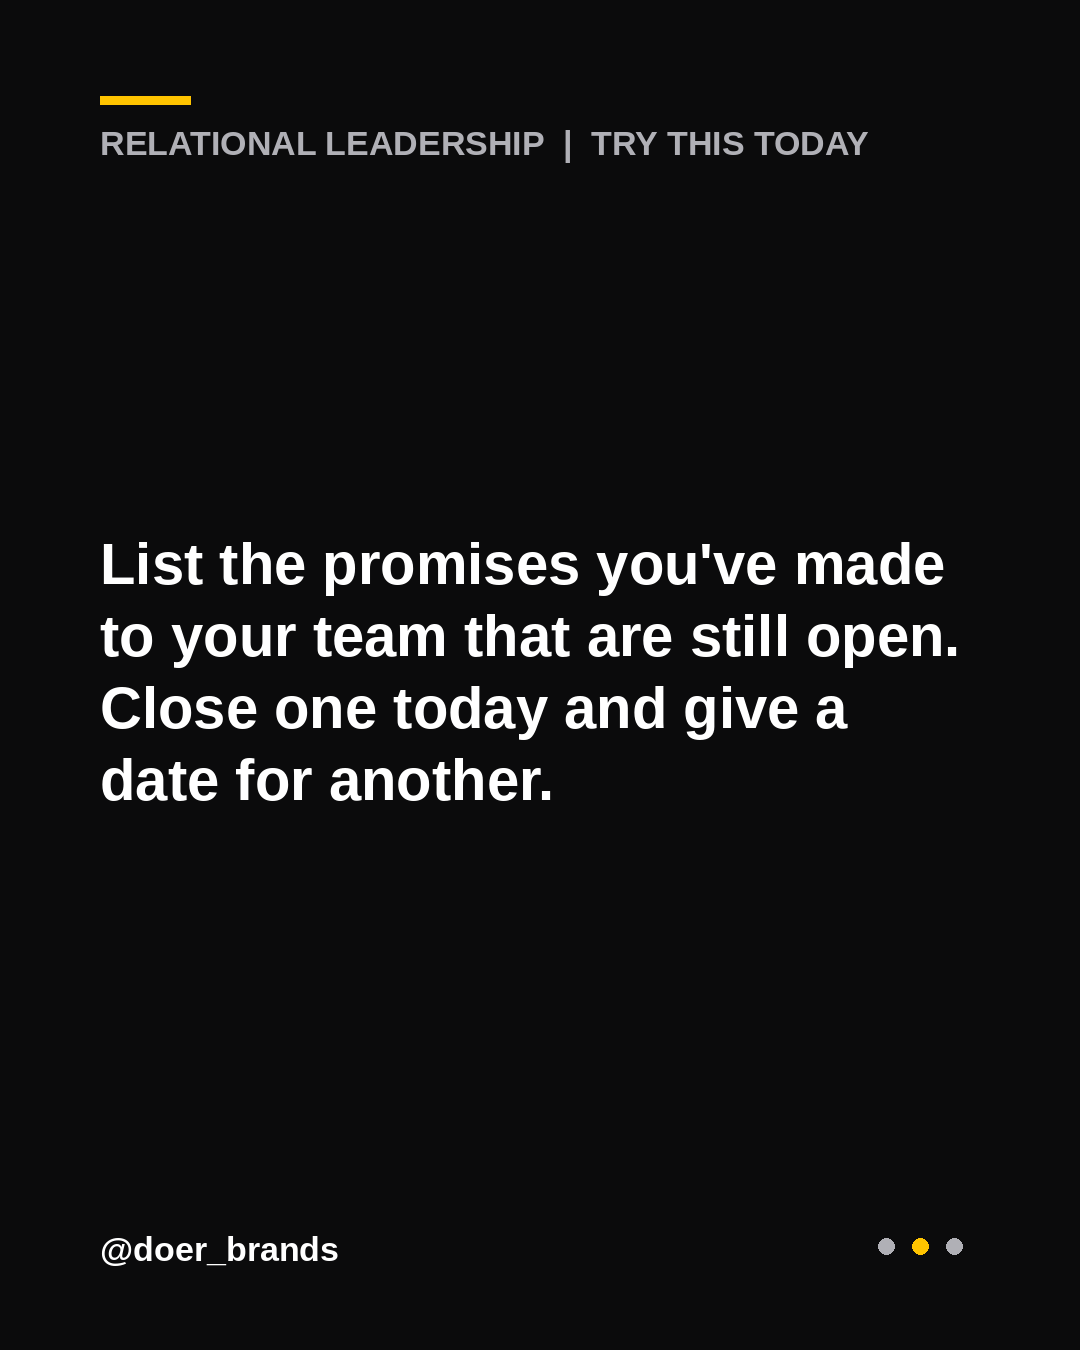 RELATIONAL LEADERSHIP | TRY THIS TODAY
List the promises you've made
to your team that are still open.
Close one today and give a
date for another.
@doer_brands